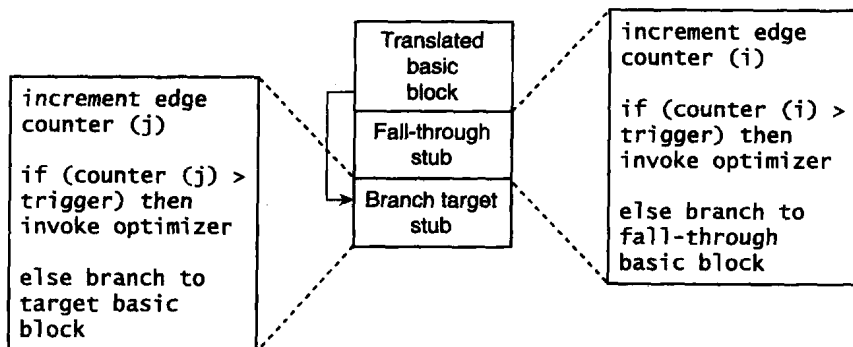 Translated
basic
block
Fall-through
stub
Branch target
stub
increment edge
counter (j)
if (counter (j) >
trigger) then
invoke optimizer
else branch to
target basic
block
increment edge
counter (i)
if (counter (i) >
trigger) then
invoke optimizer
else branch to
fall-through
basic block